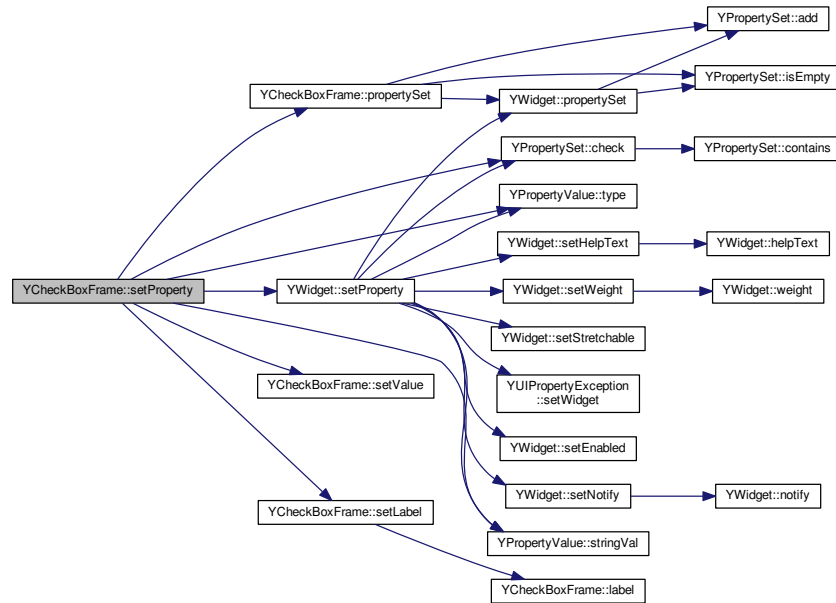 YPropertySet::add
YPropertySet::isEmpty
YCheckBoxFrame::propertySet
YWidget::propertySet
YPropertySet::check
YPropertySet::contains
YPropertyValue::type
YWidget::setHelpText
YWidget::helpText
YCheckBoxFrame::setProperty
YWidget::setProperty
YWidget::setWeight
YWidget::weight
YWidget::setStretchable
YCheckBoxFrame::setValue
YUIPropertyException
::setWidget
YWidget::setEnabled
YWidget::setNotify
YWidget::notify
YCheckBoxFrame::setLabel
YPropertyValue::stringVal
YCheckBoxFrame::label